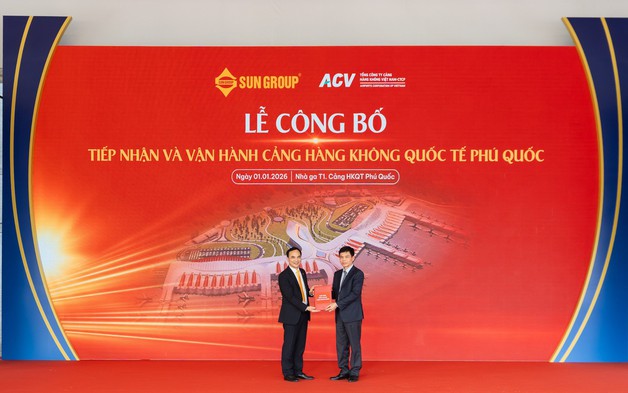 SUN GROUP®
ACV TỔNG CÔNG TY CẢNG
HÀNG KHÔNG VIỆT NAM-CTCP
AIRPORTS CORPORATION OF VIETNAM
LỄ CÔNG BỐ
TIẾP NHẬN VÀ VẬN HÀNH CẢNG HÀNG KHÔNG QUỐC TẾ PHÚ QUỐC
Ngày 01.01.2026 | Nhà ga T1. Cảng HKQT Phú Quốc